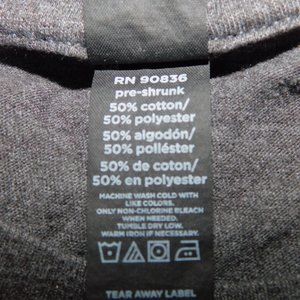 RN 90836
pre-shrunk
50% cotton/
50% polyester
50% algodón/
50% poliéster
50% de coton/
50% en polyester
MACHINE WASH COLD WITH
LIKE COLORS.
ONLY NON-CHLORINE BLEACH
WHEN NEEDED.
TUMBLE DRY LOW.
WARM IRON IF NECESSARY.
TEAR AWAY LABEL